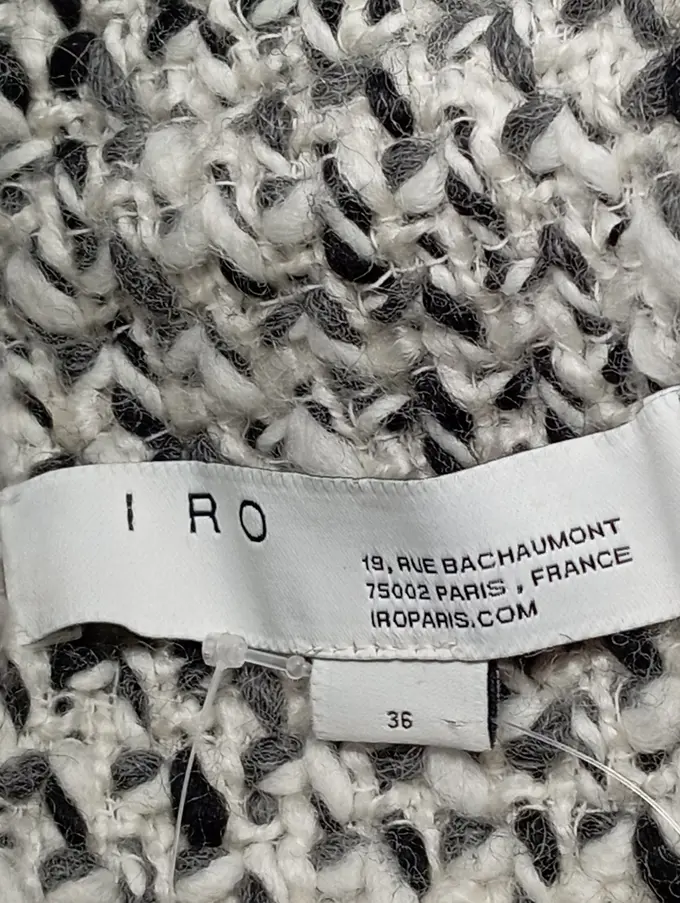 IRO
19, RUE BACHAUMONT
75002 PARIS, FRANCE
IROPARIS.COM
36